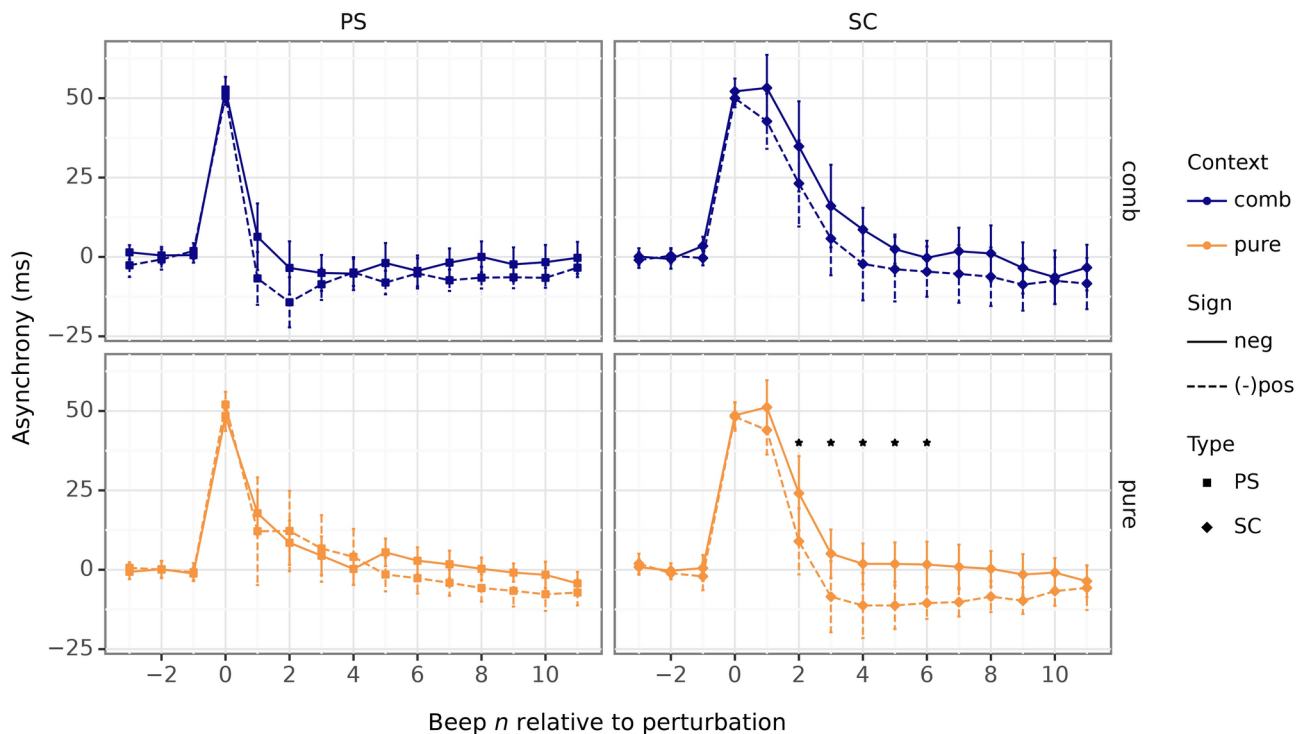 PS SC
50
25
0
−25
comb
50
25
0
−25
pure
−2 0 2 4 6 8 10 −2 0 2 4 6 8 10
Asynchrony (ms)
Beep n relative to perturbation
Context
comb
pure
Sign
neg
(-)pos
Type
PS
SC